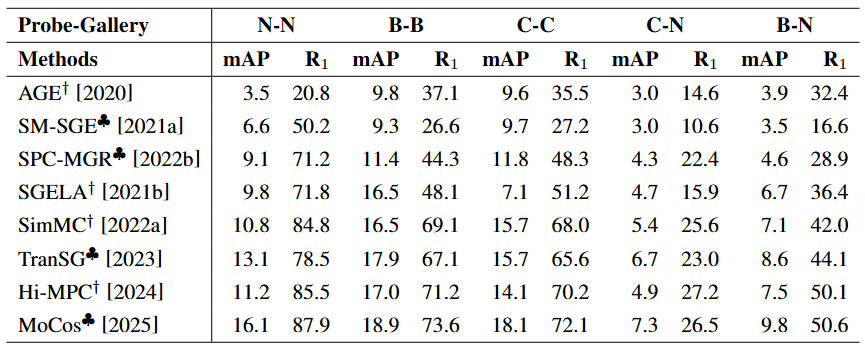 Probe-Gallery N-N B-B C-C C-N B-N
Methods mAP R₁ mAP R₁ mAP R₁ mAP R₁ mAP R₁
AGE† [2020] 3.5 20.8 9.8 37.1 9.6 35.5 3.0 14.6 3.9 32.4
SM-SGE♣ [2021a] 6.6 50.2 9.3 26.6 9.7 27.2 3.0 10.6 3.5 16.6
SPC-MGR♣ [2022b] 9.1 71.2 11.4 44.3 11.8 48.3 4.3 22.4 4.6 28.9
SGELA† [2021b] 9.8 71.8 16.5 48.1 7.1 51.2 4.7 15.9 6.7 36.4
SimMC† [2022a] 10.8 84.8 16.5 69.1 15.7 68.0 5.4 25.6 7.1 42.0
TranSG♣ [2023] 13.1 78.5 17.9 67.1 15.7 65.6 6.7 23.0 8.6 44.1
Hi-MPC† [2024] 11.2 85.5 17.0 71.2 14.1 70.2 4.9 27.2 7.5 50.1
MoCos♣ [2025] 16.1 87.9 18.9 73.6 18.1 72.1 7.3 26.5 9.8 50.6